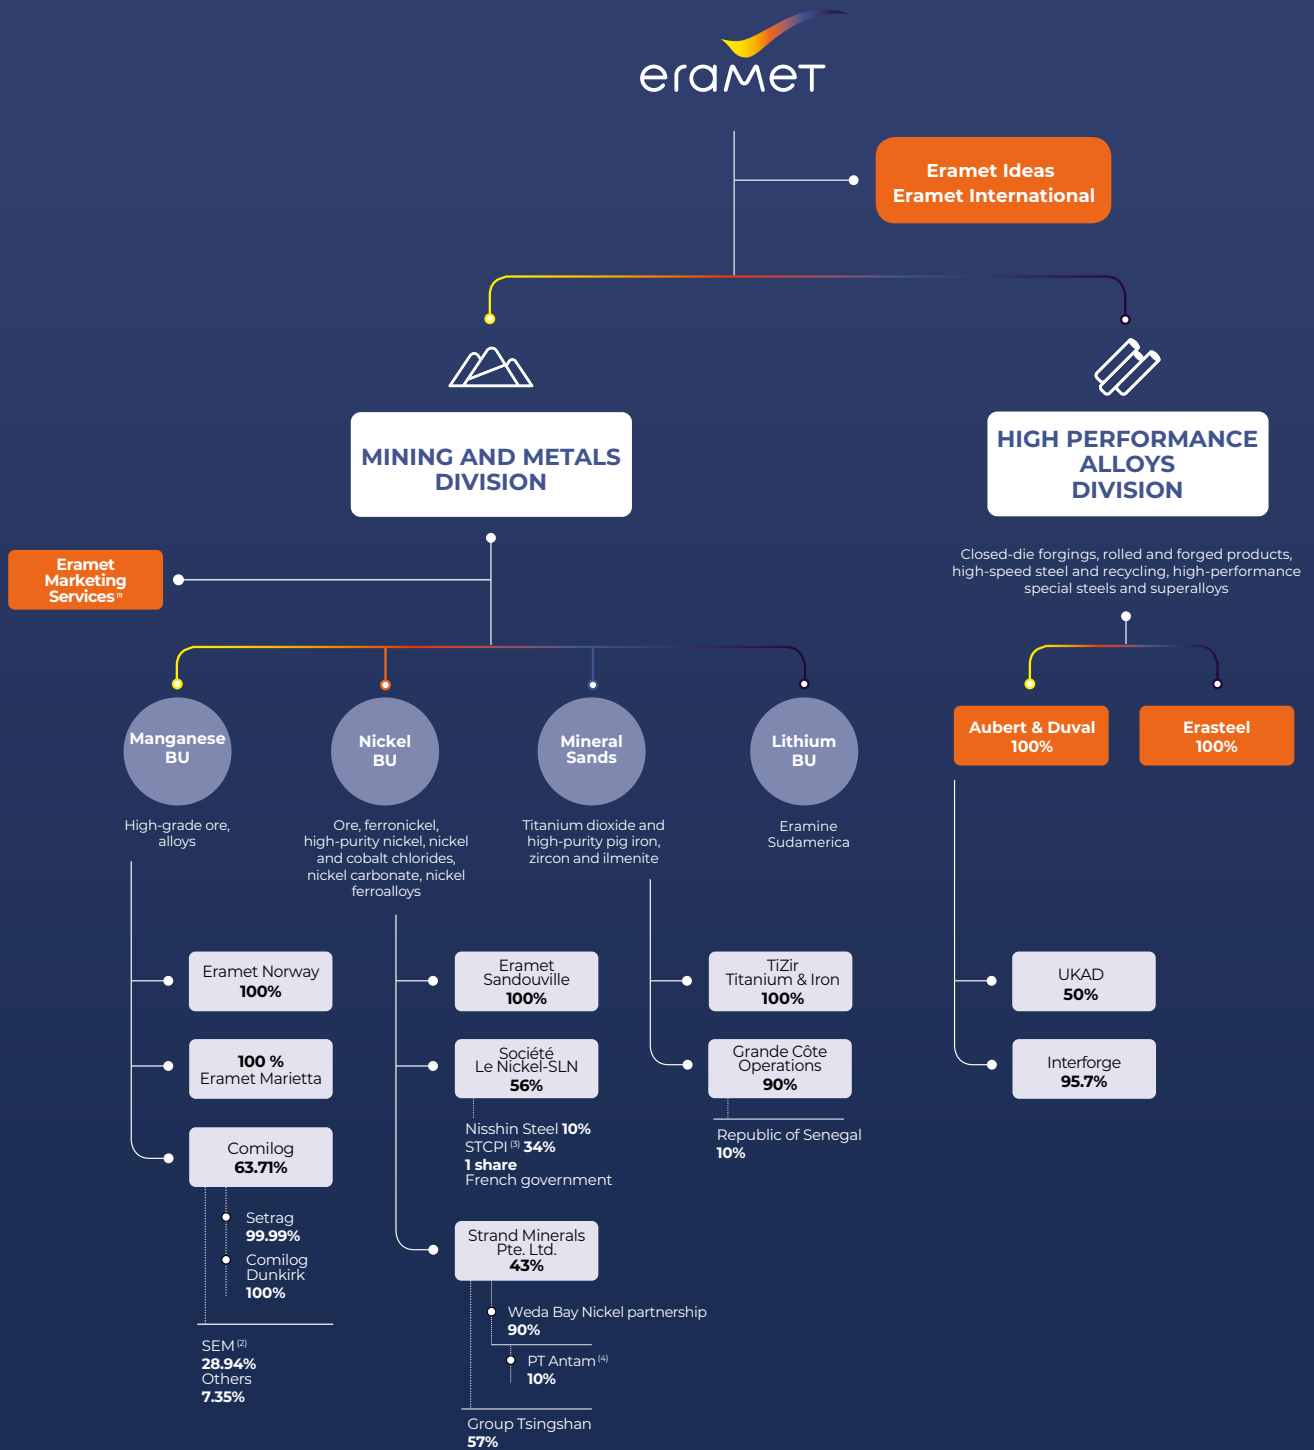 eramet
Eramet Ideas
Eramet International
MINING AND METALS
DIVISION
HIGH PERFORMANCE
ALLOYS
DIVISION
Closed-die forgings, rolled and forged products,
high-speed steel and recycling, high-performance
special steels and superalloys
Eramet
Marketing
Services (1)
Manganese
BU
Nickel
BU
Mineral
Sands
Lithium
BU
Aubert & Duval
100%
Erasteel
100%
High-grade ore,
alloys
Ore, ferronickel,
high-purity nickel, nickel
and cobalt chlorides,
nickel carbonate, nickel
ferroalloys
Titanium dioxide and
high-purity pig iron,
zircon and ilmenite
Eramine
Sudamerica
Eramet Norway
100%
100 %
Eramet Marietta
Comilog
63.71%
Setrag
99.99%
Comilog
Dunkirk
100%
SEM (2)
28.94%
Others
7.35%
Eramet
Sandouville
100%
Société
Le Nickel-SLN
56%
Nisshin Steel 10%
STCPI (3) 34%
1 share
French government
Strand Minerals
Pte. Ltd.
43%
Weda Bay Nickel partnership
90%
PT Antam (4)
10%
Group Tsingshan
57%
TiZir
Titanium & Iron
100%
Grande Côte
Operations
90%
Republic of Senegal
10%
UKAD
50%
Interforge
95.7%